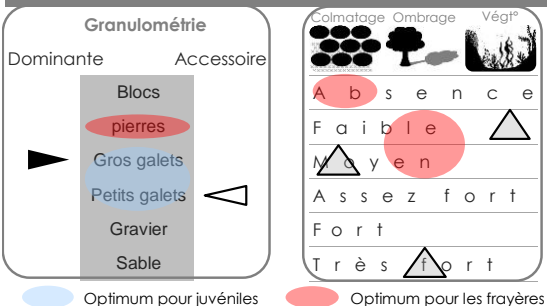 Granulométrie
Dominante Accessoire
Blocs
pierres
Gros galets
Petits galets
Gravier
Sable
Colmatage Ombrage Végt°
Absence
Faible
Moyen
Assez fort
Fort
Très fort
Optimum pour juvéniles Optimum pour les frayères